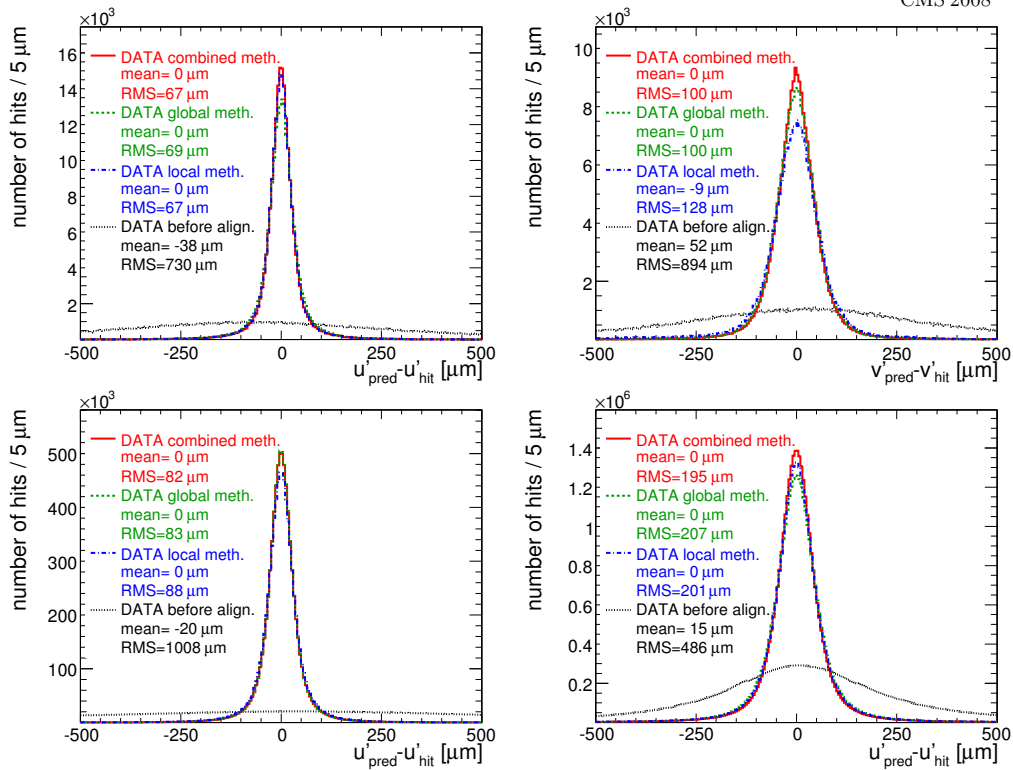 CMS 2008
×10³
number of hits / 5 μm
16
14
12
10
8
6
4
2
DATA combined meth.
mean= 0 μm
RMS=67 μm
DATA global meth.
mean= 0 μm
RMS=69 μm
DATA local meth.
mean= 0 μm
RMS=67 μm
DATA before align.
mean= -38 μm
RMS=730 μm
-500 -250 0 250 500
u'pred-u'hit [μm]
×10³
number of hits / 5 μm
10
8
6
4
2
0
DATA combined meth.
mean= 0 μm
RMS=100 μm
DATA global meth.
mean= 0 μm
RMS=100 μm
DATA local meth.
mean= -9 μm
RMS=128 μm
DATA before align.
mean= 52 μm
RMS=894 μm
-500 -250 0 250 500
v'pred-v'hit [μm]
×10³
number of hits / 5 μm
500
400
300
200
100
DATA combined meth.
mean= 0 μm
RMS=82 μm
DATA global meth.
mean= 0 μm
RMS=83 μm
DATA local meth.
mean= 0 μm
RMS=88 μm
DATA before align.
mean= -20 μm
RMS=1008 μm
-500 -250 0 250 500
u'pred-u'hit [μm]
×10⁶
number of hits / 5 μm
1.4
1.2
1
0.8
0.6
0.4
0.2
DATA combined meth.
mean= 0 μm
RMS=195 μm
DATA global meth.
mean= 0 μm
RMS=207 μm
DATA local meth.
mean= 0 μm
RMS=201 μm
DATA before align.
mean= 15 μm
RMS=486 μm
-500 -250 0 250 500
u'pred-u'hit [μm]